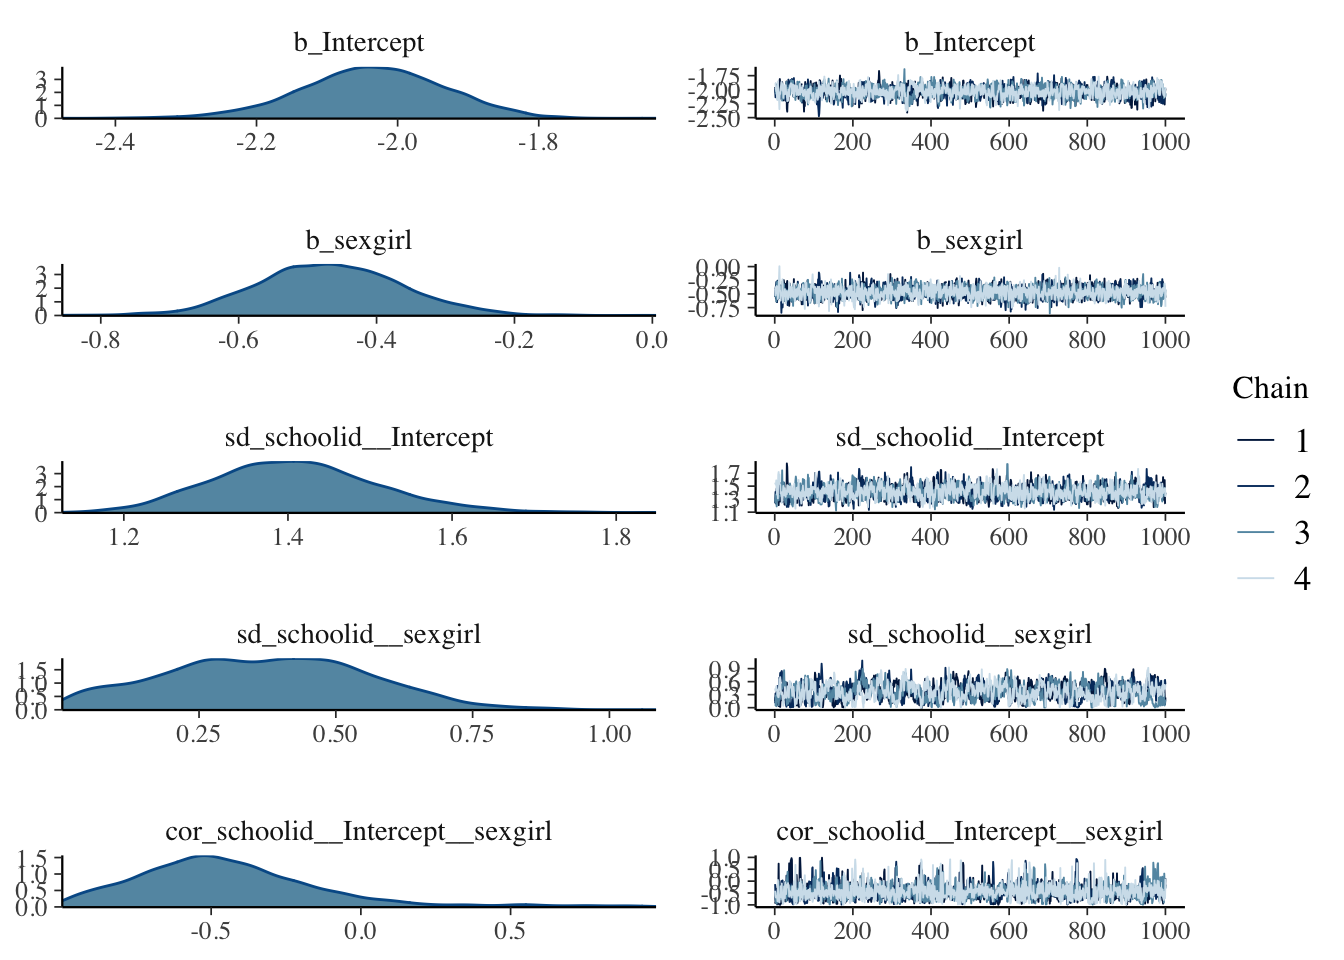 b_Intercept
3
2
1
0
-2.4 -2.2 -2.0 -1.8
b_Intercept
-1.75
-2.00
-2.25
-2.50
0 200 400 600 800 1000
b_sexgirl
3
2
1
0
-0.8 -0.6 -0.4 -0.2 0.0
b_sexgirl
0.00
-0.25
-0.50
-0.75
0 200 400 600 800 1000
sd_schoolid__Intercept
3
2
1
0
1.2 1.4 1.6 1.8
sd_schoolid__Intercept
1.7
1.5
1.3
1.1
0 200 400 600 800 1000
sd_schoolid__sexgirl
1.5
1.0
0.5
0.0
0.25 0.50 0.75 1.00
sd_schoolid__sexgirl
0.9
0.6
0.3
0.0
0 200 400 600 800 1000
cor_schoolid__Intercept__sexgirl
1.5
1.0
0.5
0.0
-0.5 0.0 0.5
cor_schoolid__Intercept__sexgirl
1.0
0.5
0.0
-0.5
-1.0
0 200 400 600 800 1000
Chain
1
2
3
4